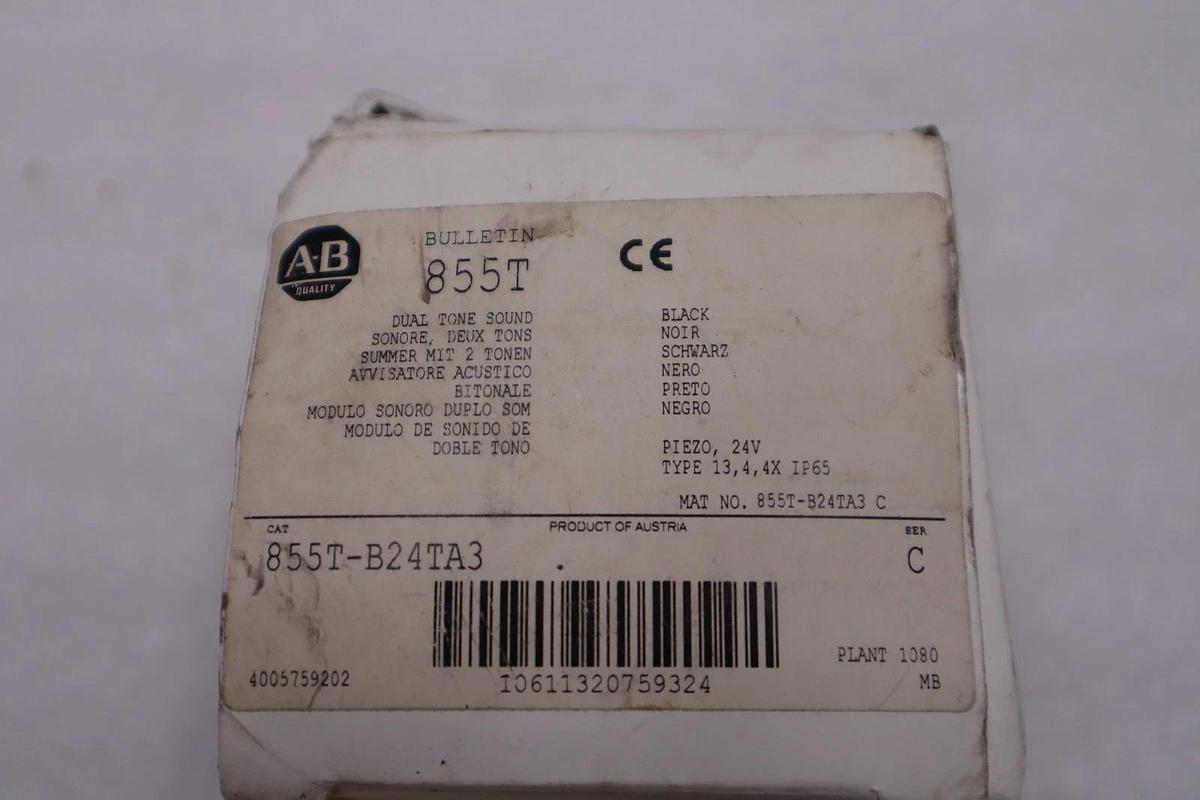 A-B
QUALITY
BULLETIN
855T
CE
DUAL TONE SOUND
SONORE, DEUX TONS
SUMMER MIT 2 TONEN
AVVISATORE ACUSTICO
BITONALE
MODULO SONORO DUPLO SOM
MODULO DE SONIDO DE
DOBLE TONO
BLACK
NOIR
SCHWARZ
NERO
PRETO
NEGRO
PIEZO, 24V
TYPE 13,4,4X IP65
MAT NO. 855T-B24TA3 C
CAT
PRODUCT OF AUSTRIA
SER
855T-B24TA3
C
PLANT 1080
4005759202
10611320759324
MB